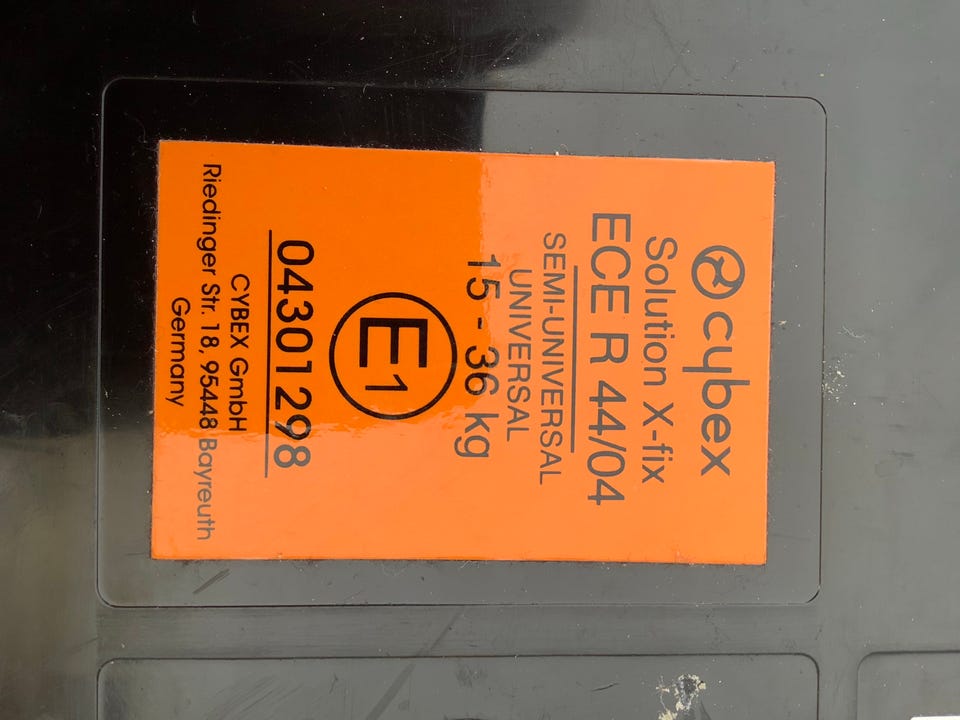 cybex
Solution X-fix
ECE R 44/04
SEMI-UNIVERSAL
UNIVERSAL
15 - 36 kg
E1
04301298
CYBEX GmbH
Riedinger Str. 18, 95448 Bayreuth
Germany